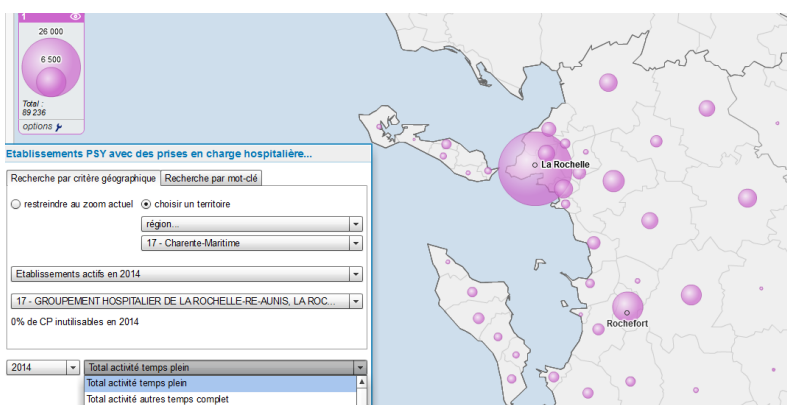 1
26 000
6 500
Total :
89 236
options
Etablissements PSY avec des prises en charge hospitalière...
Recherche par critère géographique Recherche par mot-clé
restreindre au zoom actuel choisir un territoire
région...
17 - Charente-Maritime
Etablissements actifs en 2014
17 - GROUPEMENT HOSPITALIER DE LA ROCHELLE-RE-AUNIS, LA ROC...
0% de CP inutilisables en 2014
2014 Total activité temps plein
Total activité temps plein
Total activité autres temps complet
La Rochelle
Rochefort